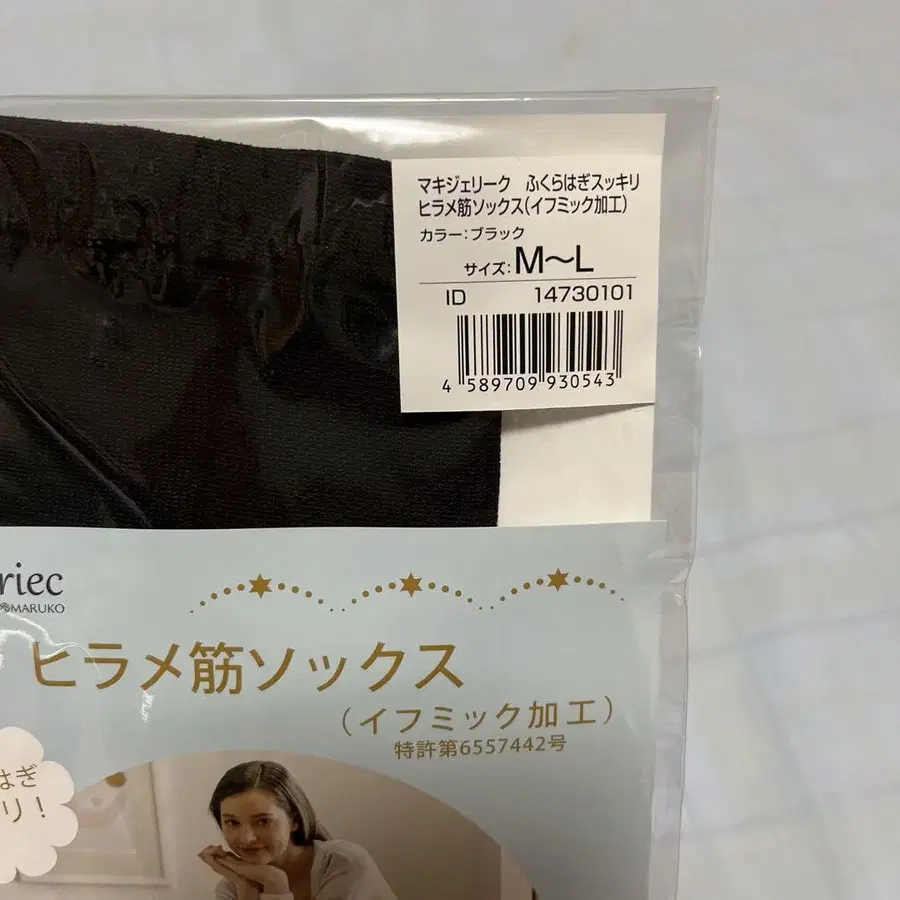 マキジェリーク ふくらはぎスッキリ
ヒラメ筋ソックス(イフミック加工)
カラー:ブラック
サイズ: M〜L
ID 14730101
4 589709 930543
riec
MARUKO
ヒラメ筋ソックス
(イフミック加工)
特許第6557442号
はぎ
リ!